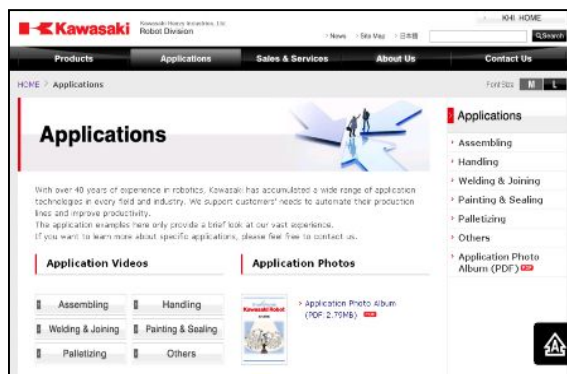 Kawasaki
Kawasaki Heavy Industries, Ltd.
Robot Division
KHI HOME
News
Site Map
日本語
Search
Products
Applications
Sales & Services
About Us
Contact Us
HOME > Applications
Font Size M L
Applications
With over 40 years of experience in robotics, Kawasaki has accumulated a wide range of application
technologies in every field and industry. We support customers' needs to automate their production
lines and improve productivity.
The application examples here only provide a brief look at our vast experience.
If you want to learn more about specific applications, please feel free to contact us.
Application Videos
Assembling
Handling
Welding & Joining
Painting & Sealing
Palletizing
Others
Application Photos
Kawasaki Robot
Application Photo Album
(PDF:2.79MB)
Applications
Assembling
Handling
Welding & Joining
Painting & Sealing
Palletizing
Others
Application Photo
Album (PDF)
A